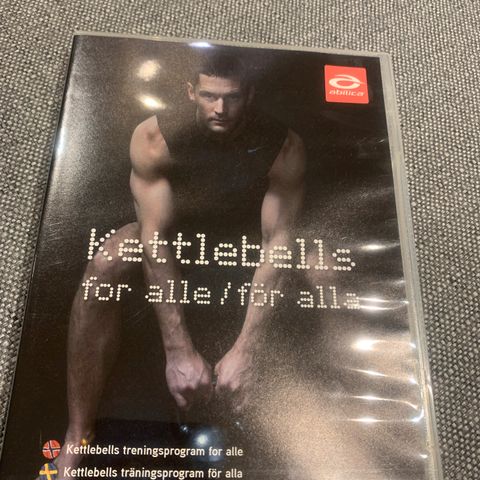 abilica
Kettlebells
for alle / för alla
Kettlebells treningsprogram for alle
Kettlebells träningsprogram för alla